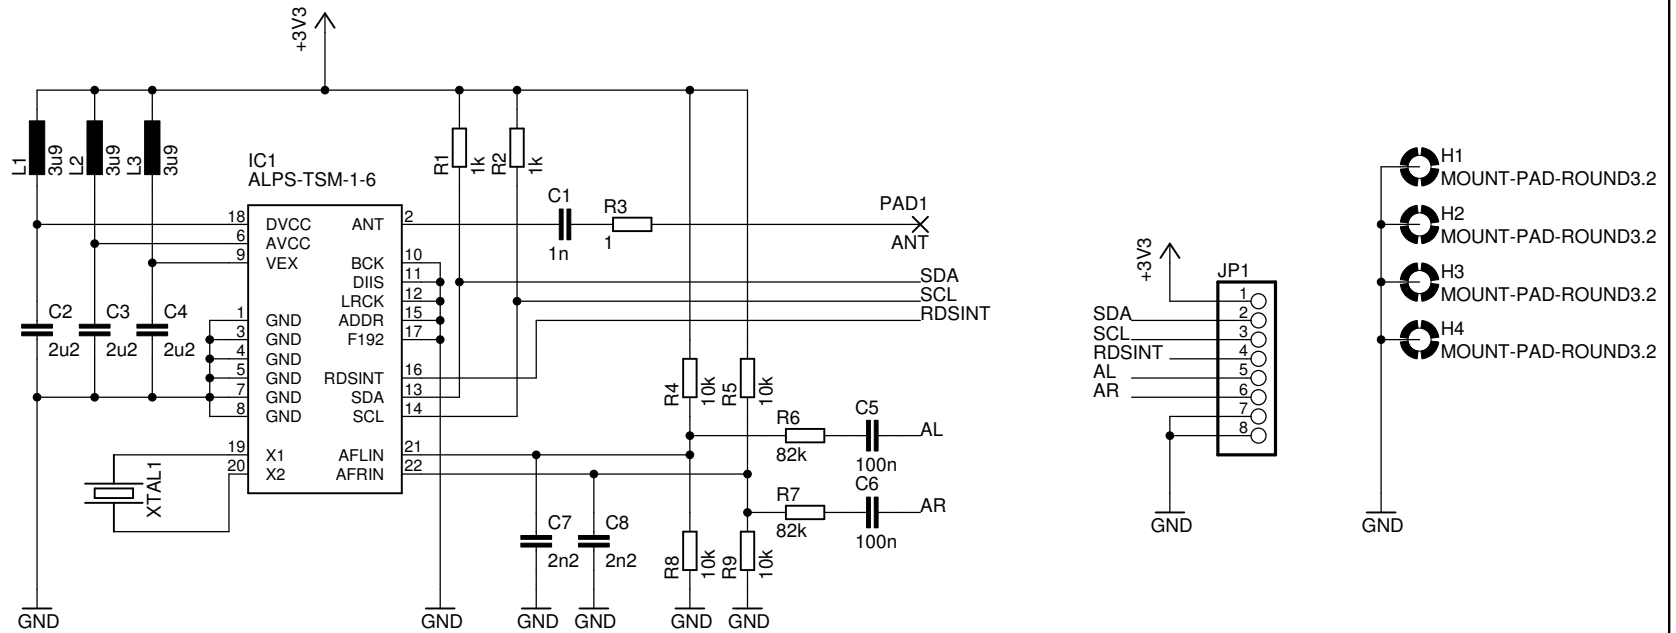 +3V3
L1
3u9
L2
3u9
L3
3u9
IC1
ALPS-TSM-1-6
R1
1k
R2
1k
18
DVCC
6
AVCC
9
VEX
1
GND
3
GND
4
GND
5
GND
7
GND
8
GND
19
X1
20
X2
ANT
2
BCK
10
DIIS
11
LRCK
12
ADDR
15
F192
17
RDSINT
16
SDA
13
SCL
14
AFLIN
21
AFRIN
22
C1
1n
R3
1
PAD1
ANT
SDA
SCL
RDSINT
C2
2u2
C3
2u2
C4
2u2
XTAL1
R4
10k
R5
10k
R6
82k
C5
100n
AL
R7
82k
C6
100n
AR
C7
2n2
C8
2n2
R8
10k
R9
10k
GND
GND
GND
GND
GND
GND
+3V3
JP1
1
2
3
4
5
6
7
8
SDA
SCL
RDSINT
AL
AR
GND
H1
MOUNT-PAD-ROUND3.2
H2
MOUNT-PAD-ROUND3.2
H3
MOUNT-PAD-ROUND3.2
H4
MOUNT-PAD-ROUND3.2
GND